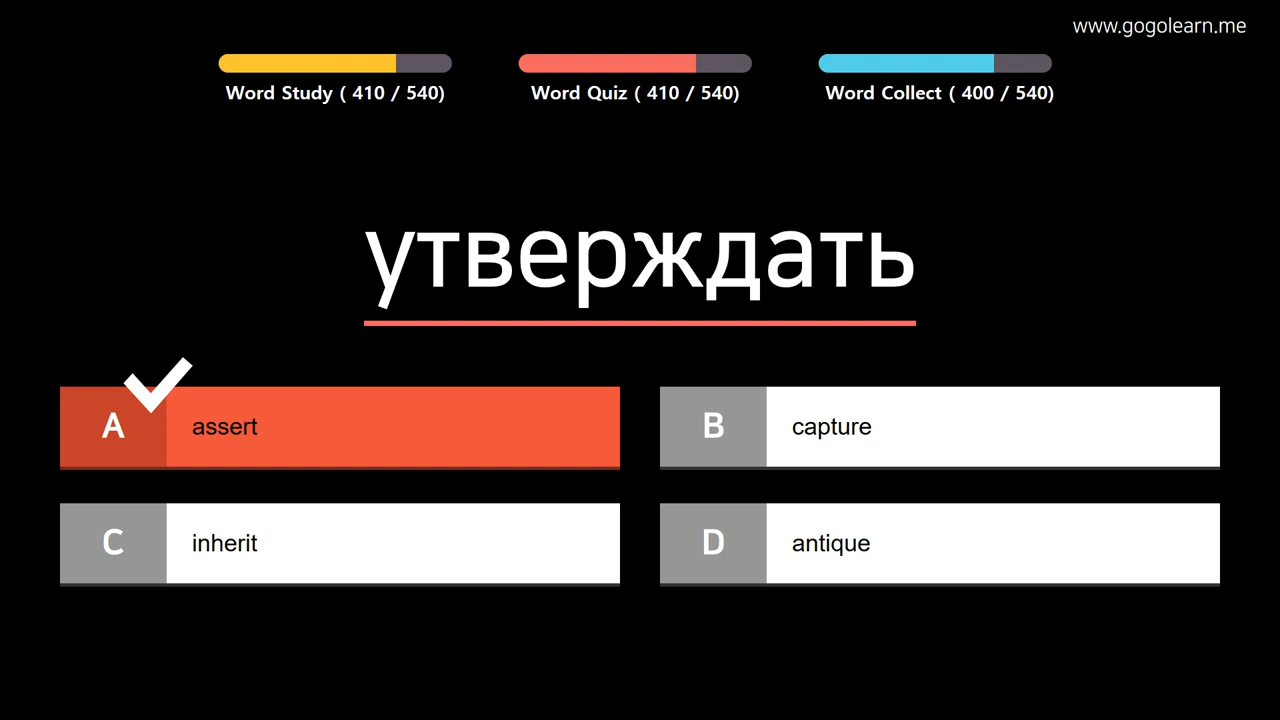 www.gogolearn.me
Word Study ( 410 / 540)
Word Quiz ( 410 / 540)
Word Collect ( 400 / 540)
утверждать
A assert
B capture
C inherit
D antique